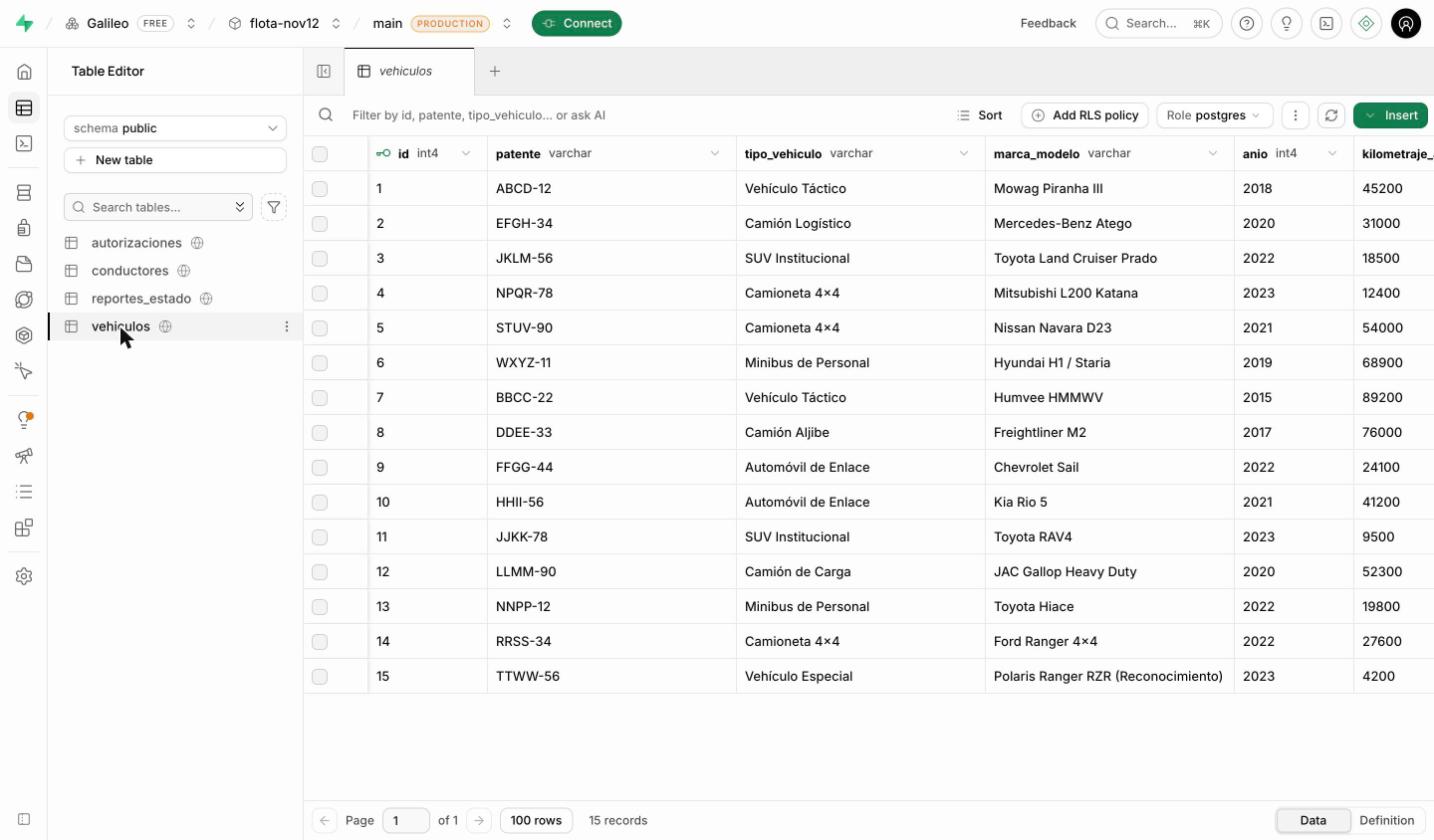 Galileo FREE flota-nov12 main PRODUCTION Connect Feedback Search... ⌘K
Table Editor
vehiculos
schema public
New table
Search tables...
autorizaciones
conductores
reportes_estado
vehiculos
Filter by id, patente, tipo_vehiculo... or ask AI Sort Add RLS policy Role postgres Insert
id int4 patente varchar tipo_vehiculo varchar marca_modelo varchar anio int4 kilometraje_
1 ABCD-12 Vehículo Táctico Mowag Piranha III 2018 45200
2 EFGH-34 Camión Logístico Mercedes-Benz Atego 2020 31000
3 JKLM-56 SUV Institucional Toyota Land Cruiser Prado 2022 18500
4 NPQR-78 Camioneta 4x4 Mitsubishi L200 Katana 2023 12400
5 STUV-90 Camioneta 4x4 Nissan Navara D23 2021 54000
6 WXYZ-11 Minibus de Personal Hyundai H1 / Staria 2019 68900
7 BBCC-22 Vehículo Táctico Humvee HMMWV 2015 89200
8 DDEE-33 Camión Aljibe Freightliner M2 2017 76000
9 FFGG-44 Automóvil de Enlace Chevrolet Sail 2022 24100
10 HHII-56 Automóvil de Enlace Kia Rio 5 2021 41200
11 JJKK-78 SUV Institucional Toyota RAV4 2023 9500
12 LLMM-90 Camión de Carga JAC Gallop Heavy Duty 2020 52300
13 NNPP-12 Minibus de Personal Toyota Hiace 2022 19800
14 RRSS-34 Camioneta 4x4 Ford Ranger 4x4 2022 27600
15 TTWW-56 Vehículo Especial Polaris Ranger RZR (Reconocimiento) 2023 4200
Page 1 of 1 100 rows 15 records Data Definition